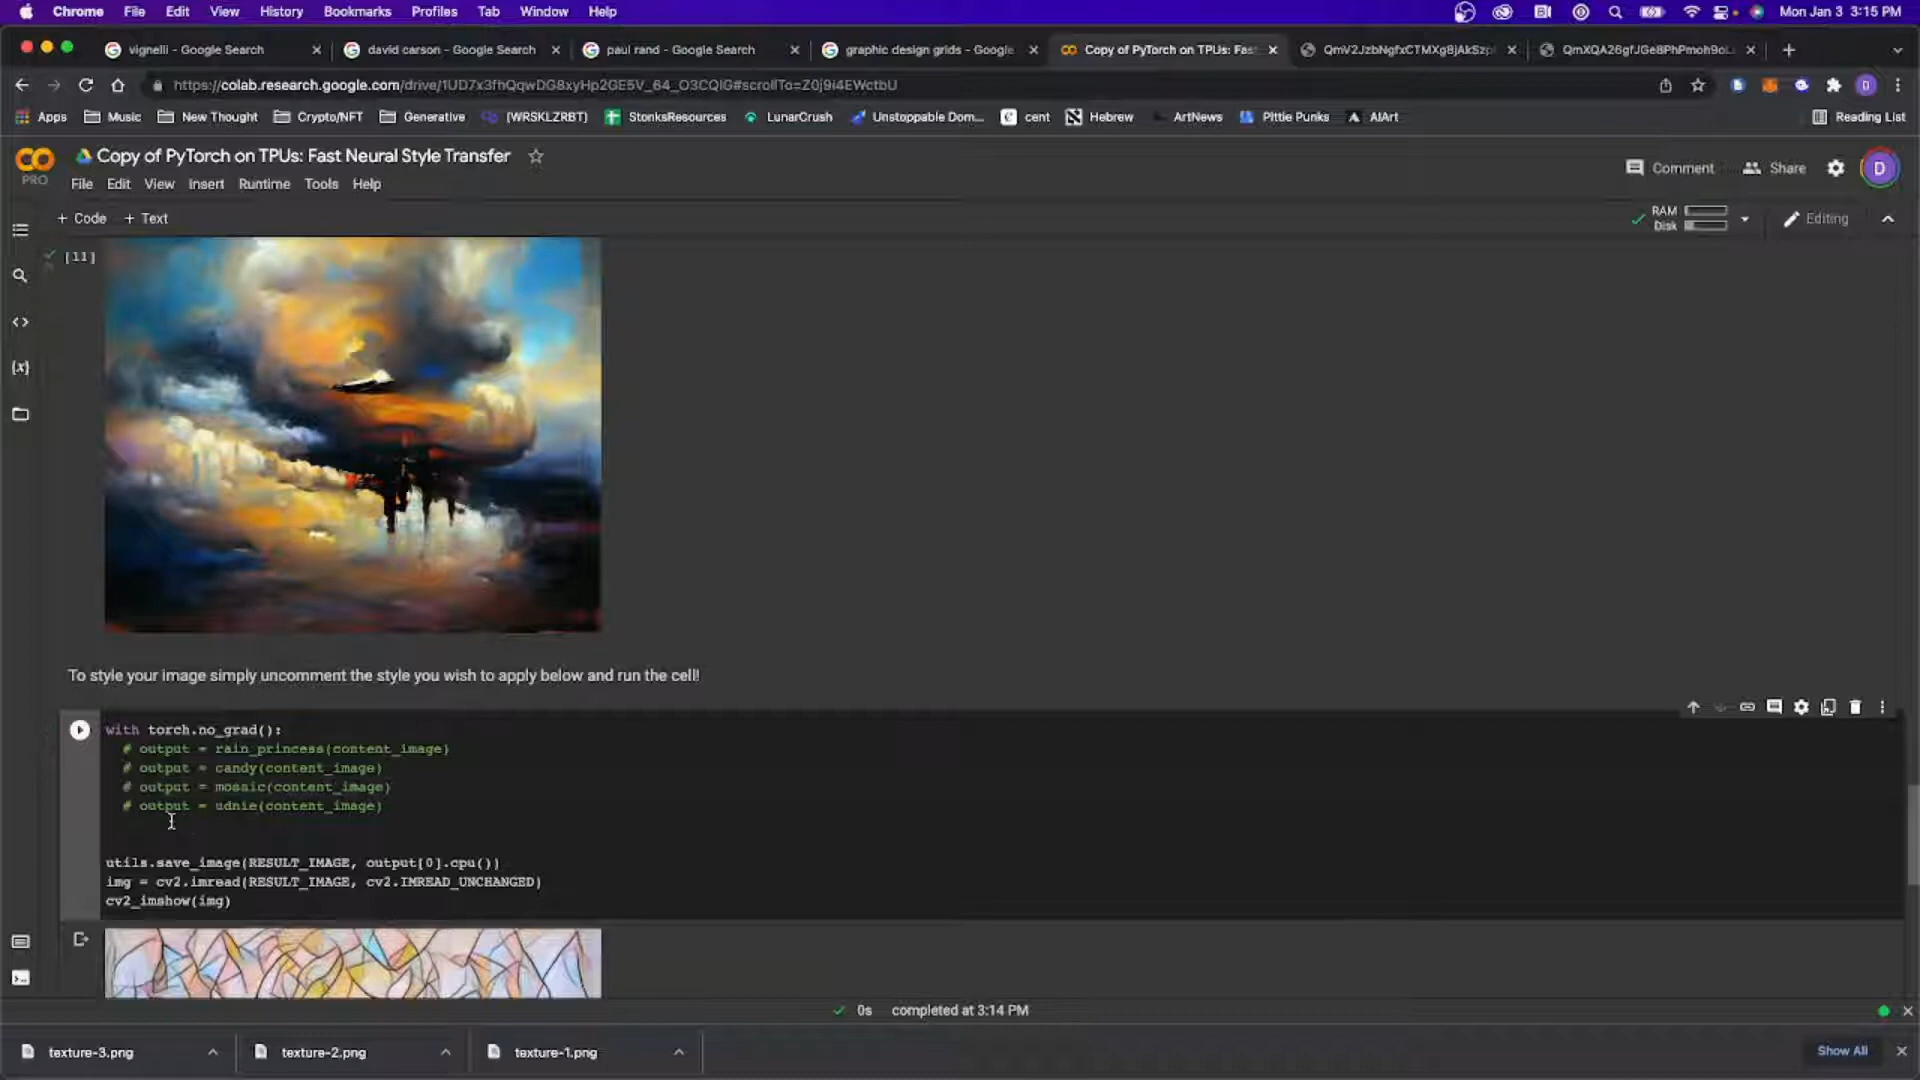 Chrome File Edit View History Bookmarks Profiles Tab Window Help Mon Jan 3 3:15 PM
vignelli - Google Search david carson - Google Search paul rand - Google Search graphic design grids - Google Copy of PyTorch on TPUs: Fast
https://colab.research.google.com/drive/1UD7x3fhQqwDG8xyHp2GE5V_64_O3CQlG#scrollTo=Z0j9i4EWctbU
Apps Music New Thought Crypto/NFT Generative (WRSKLZRBT) StonksResources LunarCrush Unstoppable Dom... cent Hebrew ArtNews Pittie Punks AIArt Reading List
Copy of PyTorch on TPUs: Fast Neural Style Transfer
PRO
Comment Share D
File Edit View Insert Runtime Tools Help
+ Code + Text
RAM
Disk
Editing
[11]
To style your image simply uncomment the style you wish to apply below and run the cell!
with torch.no_grad():
# output = rain_princess(content_image)
# output = candy(content_image)
# output = mosaic(content_image)
# output = udnie(content_image)
utils.save_image(RESULT_IMAGE, output[0].cpu())
img = cv2.imread(RESULT_IMAGE, cv2.IMREAD_UNCHANGED)
cv2_imshow(img)
0s completed at 3:14 PM
texture-3.png texture-2.png texture-1.png Show All